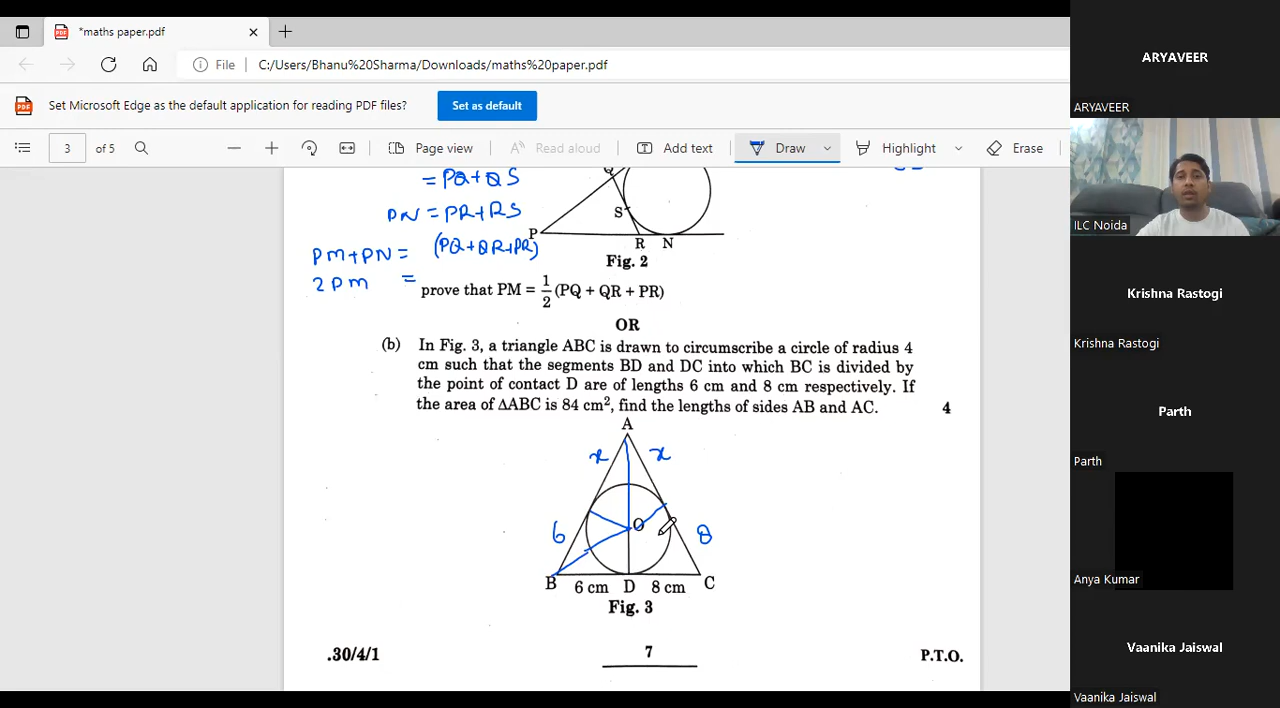 *maths paper.pdf
File C:/Users/Bhanu%20Sharma/Downloads/maths%20paper.pdf
Set Microsoft Edge as the default application for reading PDF files? Set as default
3 of 5 Page view Read aloud Add text Draw Highlight Erase
= PQ + QS
PN = PR + RS
PM + PN = (PQ + QR + PR)
2 PM =
Q
S
P
R N
Fig. 2
prove that PM = 1/2 (PQ + QR + PR)
OR
(b) In Fig. 3, a triangle ABC is drawn to circumscribe a circle of radius 4
cm such that the segments BD and DC into which BC is divided by
the point of contact D are of lengths 6 cm and 8 cm respectively. If
the area of ΔABC is 84 cm², find the lengths of sides AB and AC. 4
A
x x
O
6 8
B 6 cm D 8 cm C
Fig. 3
.30/4/1 7 P.T.O.
ARYAVEER
ARYAVEER
ILC Noida
Krishna Rastogi
Krishna Rastogi
Parth
Parth
Anya Kumar
Vaanika Jaiswal
Vaanika Jaiswal